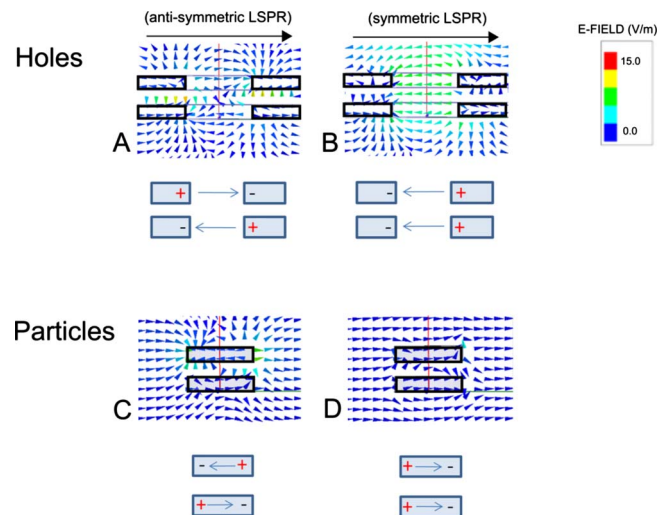 (anti-symmetric LSPR)
(symmetric LSPR)
E-FIELD (V/m)
15.0
0.0
Holes
A
B
+ -
- +
- +
- +
Particles
C
D
- +
+ -
+ -
+ -